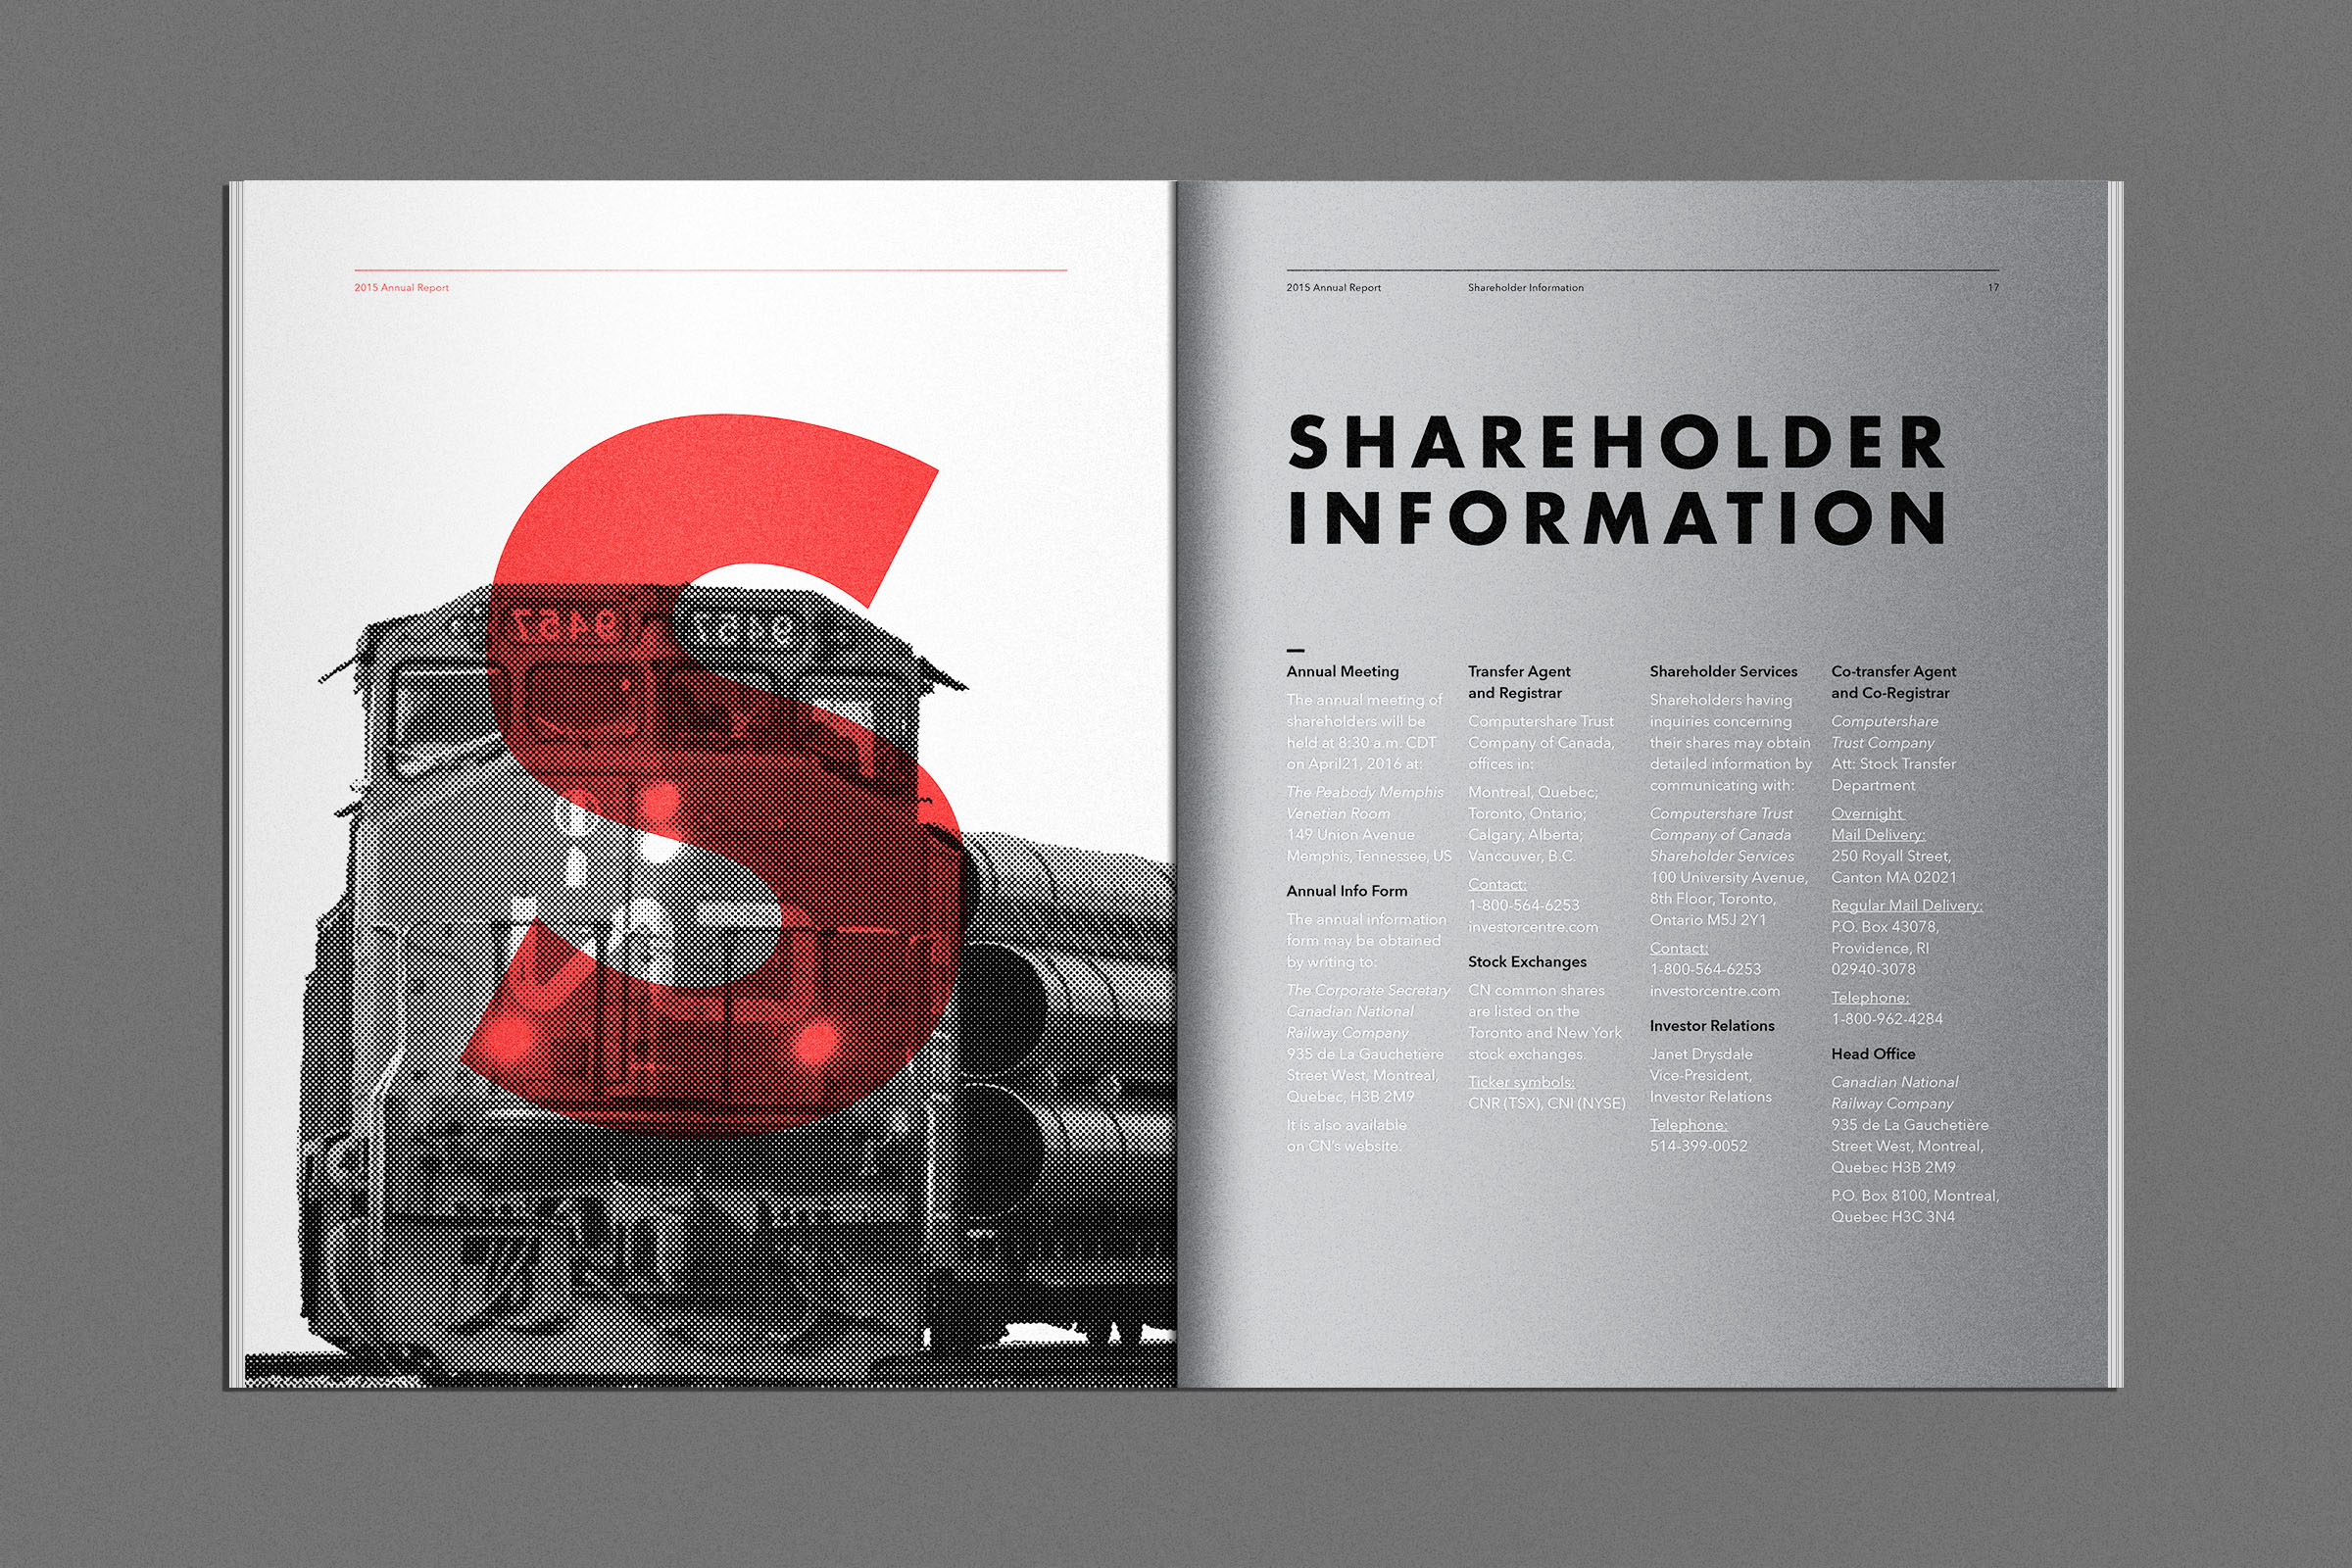 2015 Annual Report
S
9467
9467
2015 Annual Report
Shareholder Information
17
SHAREHOLDER
INFORMATION
Annual Meeting
The annual meeting of
shareholders will be
held at 8:30 a.m. CDT
on April21, 2016 at:
The Peabody Memphis
Venetian Room
149 Union Avenue
Memphis, Tennessee, US
Annual Info Form
The annual information
form may be obtained
by writing to:
The Corporate Secretary
Canadian National
Railway Company
935 de La Gauchetière
Street West, Montreal,
Quebec, H3B 2M9
It is also available
on CN's website.
Transfer Agent
and Registrar
Computershare Trust
Company of Canada,
offices in:
Montreal, Quebec;
Toronto, Ontario;
Calgary, Alberta;
Vancouver, B.C.
Contact:
1-800-564-6253
investorcentre.com
Stock Exchanges
CN common shares
are listed on the
Toronto and New York
stock exchanges.
Ticker symbols:
CNR (TSX), CNI (NYSE)
Shareholder Services
Shareholders having
inquiries concerning
their shares may obtain
detailed information by
communicating with:
Computershare Trust
Company of Canada
Shareholder Services
100 University Avenue,
8th Floor, Toronto,
Ontario M5J 2Y1
Contact:
1-800-564-6253
investorcentre.com
Investor Relations
Janet Drysdale
Vice-President,
Investor Relations
Telephone:
514-399-0052
Co-transfer Agent
and Co-Registrar
Computershare
Trust Company
Att: Stock Transfer
Department
Overnight
Mail Delivery:
250 Royall Street,
Canton MA 02021
Regular Mail Delivery:
P.O. Box 43078,
Providence, RI
02940-3078
Telephone:
1-800-962-4284
Head Office
Canadian National
Railway Company
935 de La Gauchetière
Street West, Montreal,
Quebec H3B 2M9
P.O. Box 8100, Montreal,
Quebec H3C 3N4